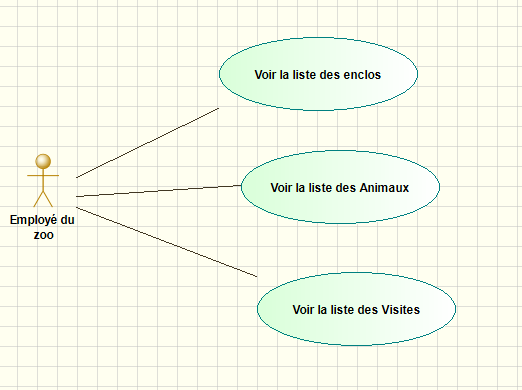 Voir la liste des enclos
Voir la liste des Animaux
Employé du
zoo
Voir la liste des Visites